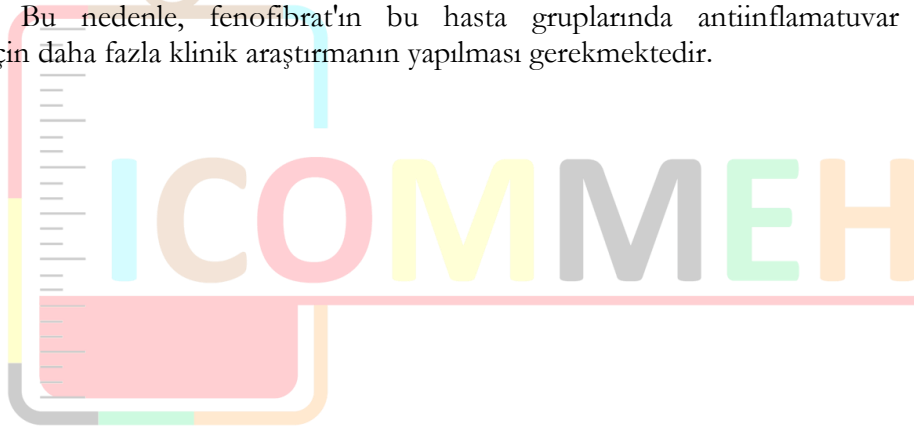 Bu nedenle, fenofibrat'ın bu hasta gruplarında antiinflamatuvar
çin daha fazla klinik araştırmanın yapılması gerekmektedir.
ICOMMEH